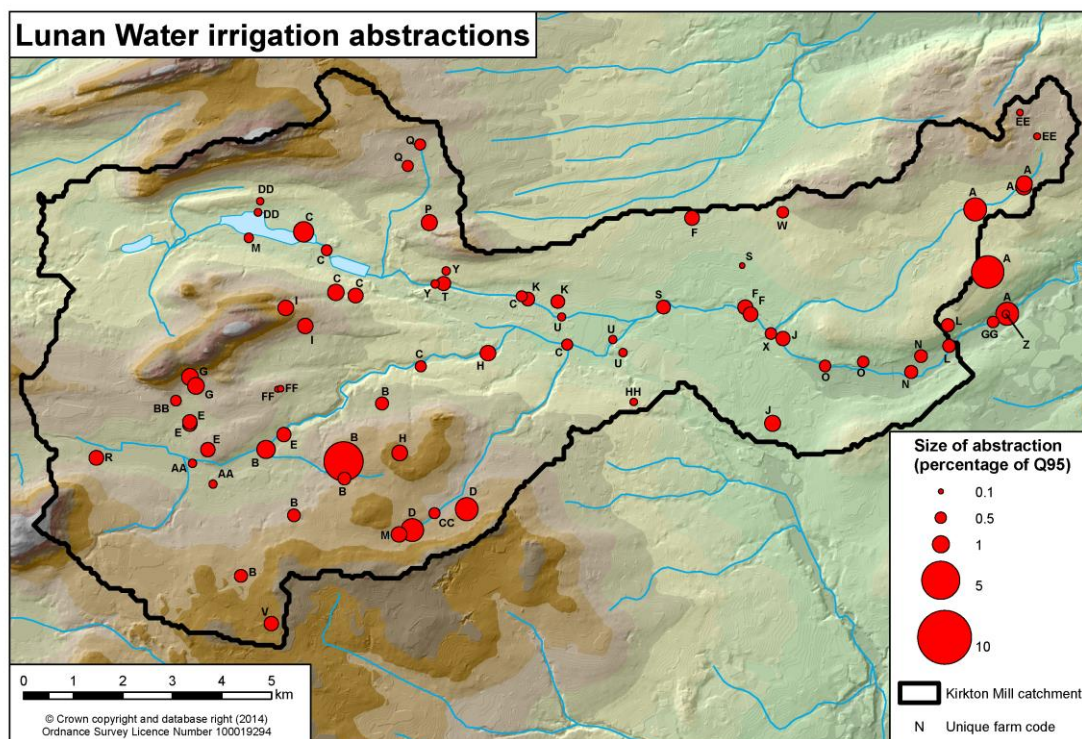 Lunan Water irrigation abstractions
EE
EE
Q
Q
A
A
DD
DD
P
A
C
F
W
M
C
S
A
Y
Y
T
C
C
C
K
K
I
I
U
S
F
F
A
Q
Z
GG
L
L
X
J
U
U
C
H
C
N
N
O
O
G
G
FF
FF
BB
B
HH
J
E
E
E
E
B
B
B
H
R
AA
AA
B
D
D
CC
M
B
V
Size of abstraction
(percentage of Q95)
0.1
0.5
1
5
10
Kirkton Mill catchment
N Unique farm code
0 1 2 3 4 5
km
© Crown copyright and database right (2014)
Ordnance Survey Licence Number 100019294